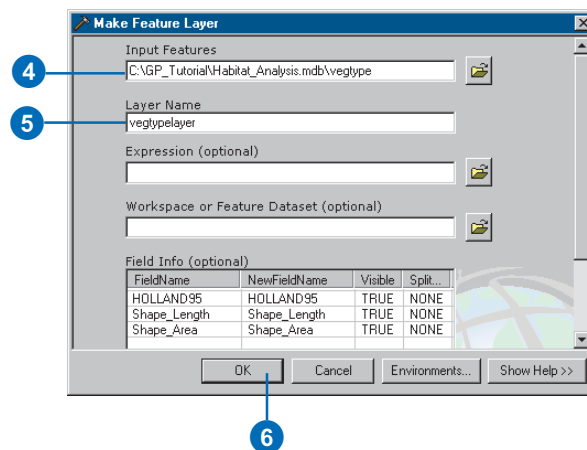 Make Feature Layer
Input Features
4
C:\GP_Tutorial\Habitat_Analysis.mdb\vegtype
Layer Name
5
vegtypelayer
Expression (optional)
Workspace or Feature Dataset (optional)
Field Info (optional)
FieldName NewFieldName Visible Split...
HOLLAND95 HOLLAND95 TRUE NONE
Shape_Length Shape_Length TRUE NONE
Shape_Area Shape_Area TRUE NONE
OK Cancel Environments... Show Help >>
6